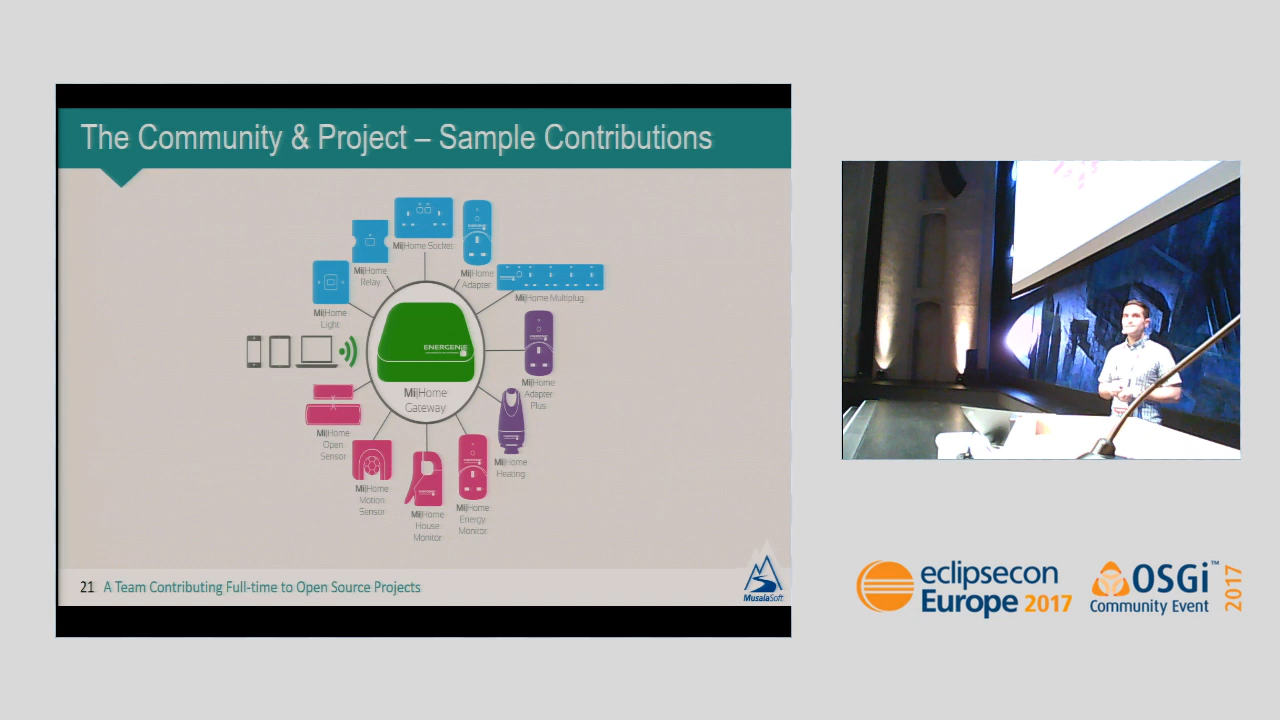 The Community & Project – Sample Contributions
Mi|Home Socket
Mi|Home
Relay
Mi|Home
Adapter
Mi|Home Multiplug
Mi|Home
Light
ENERGENIE
Mi|Home
Gateway
Mi|Home
Adapter
Plus
Mi|Home
Open
Sensor
Mi|Home
Heating
Mi|Home
Motion
Sensor
Mi|Home
House
Monitor
Mi|Home
Energy
Monitor
21 A Team Contributing Full-time to Open Source Projects
MusalaSoft
eclipsecon
Europe 2017
OSGi™
Community Event
2017